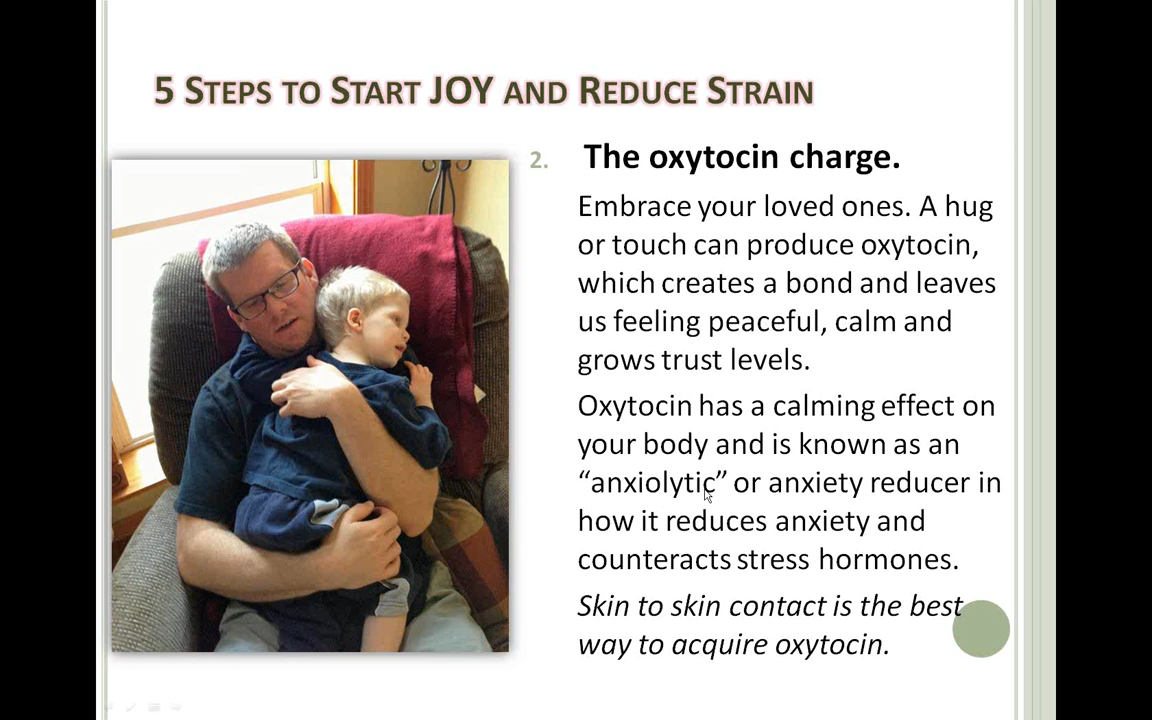 5 Steps to Start JOY and Reduce Strain
2. The oxytocin charge.
Embrace your loved ones. A hug
or touch can produce oxytocin,
which creates a bond and leaves
us feeling peaceful, calm and
grows trust levels.
Oxytocin has a calming effect on
your body and is known as an
“anxiolytic” or anxiety reducer in
how it reduces anxiety and
counteracts stress hormones.
Skin to skin contact is the best
way to acquire oxytocin.